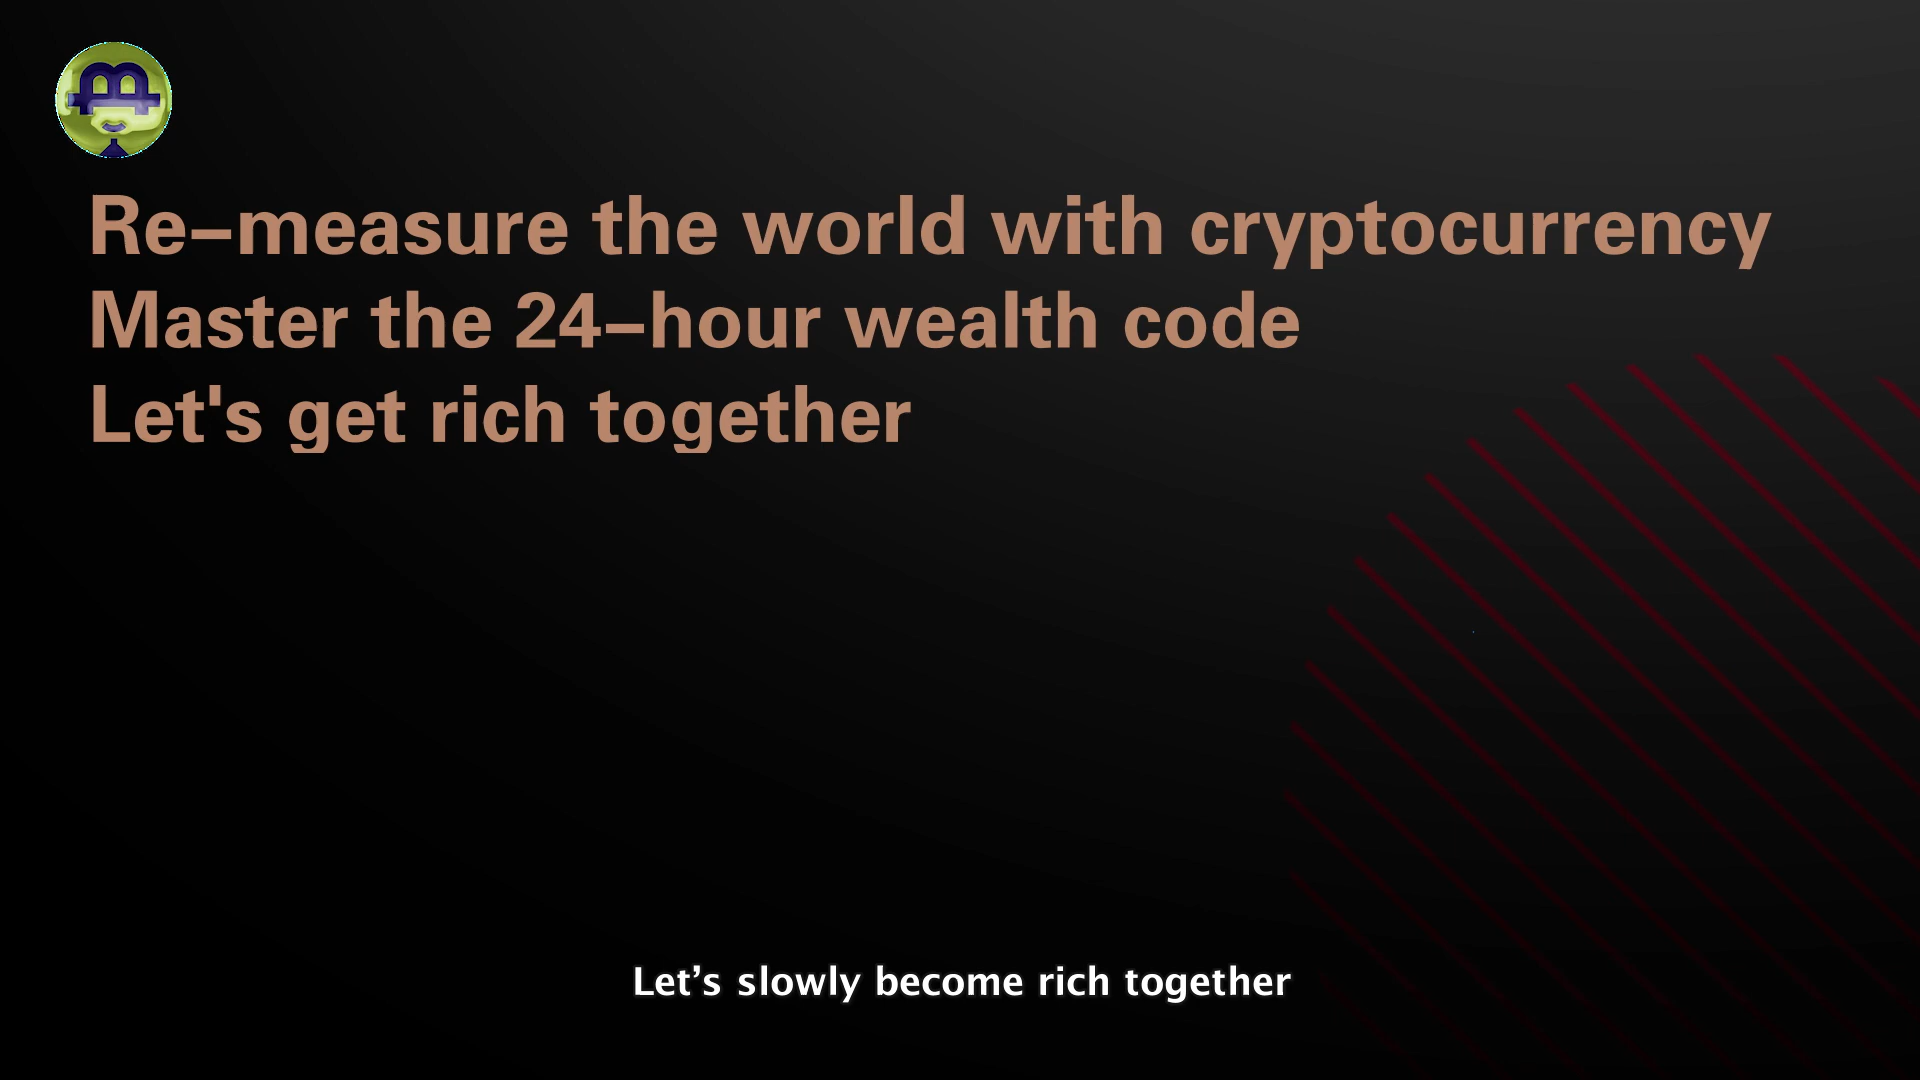 Re-measure the world with cryptocurrency
Master the 24-hour wealth code
Let's get rich together
Let’s slowly become rich together